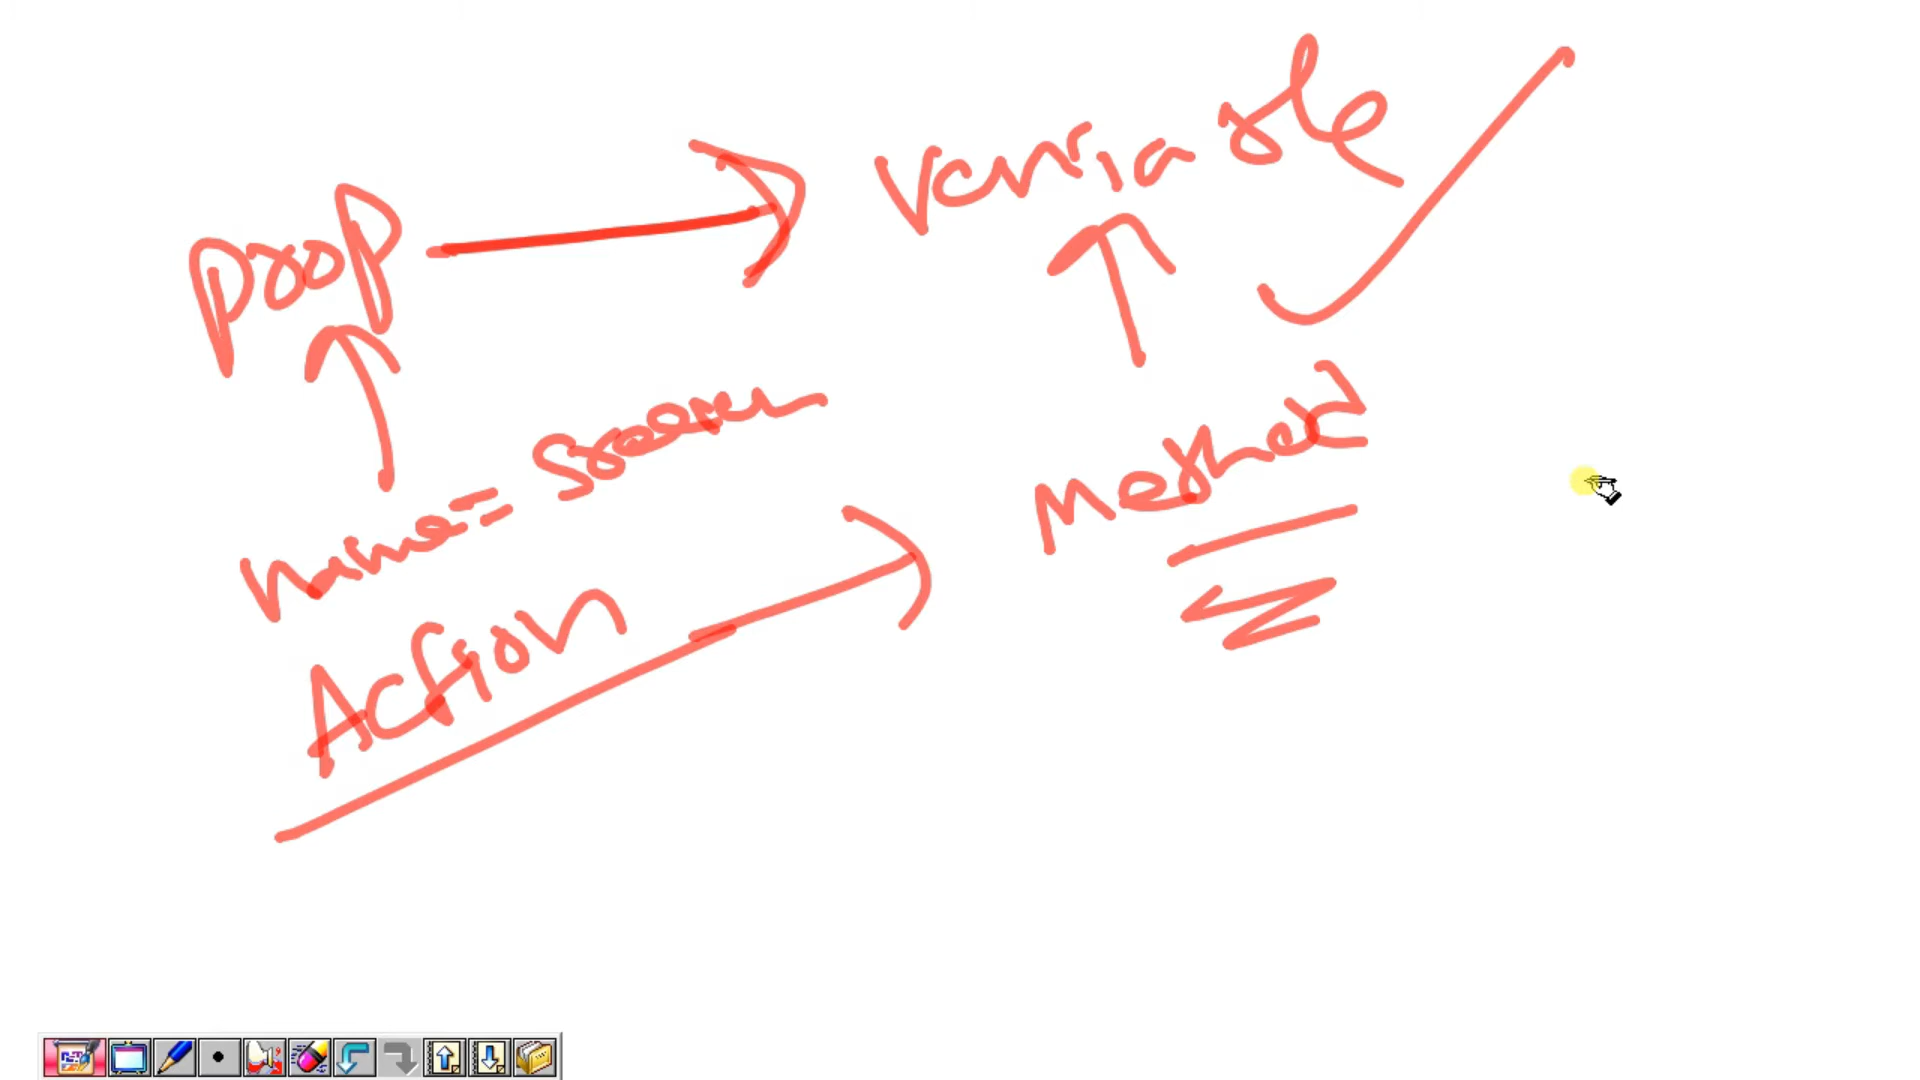 prop variable
name=
Method
Action